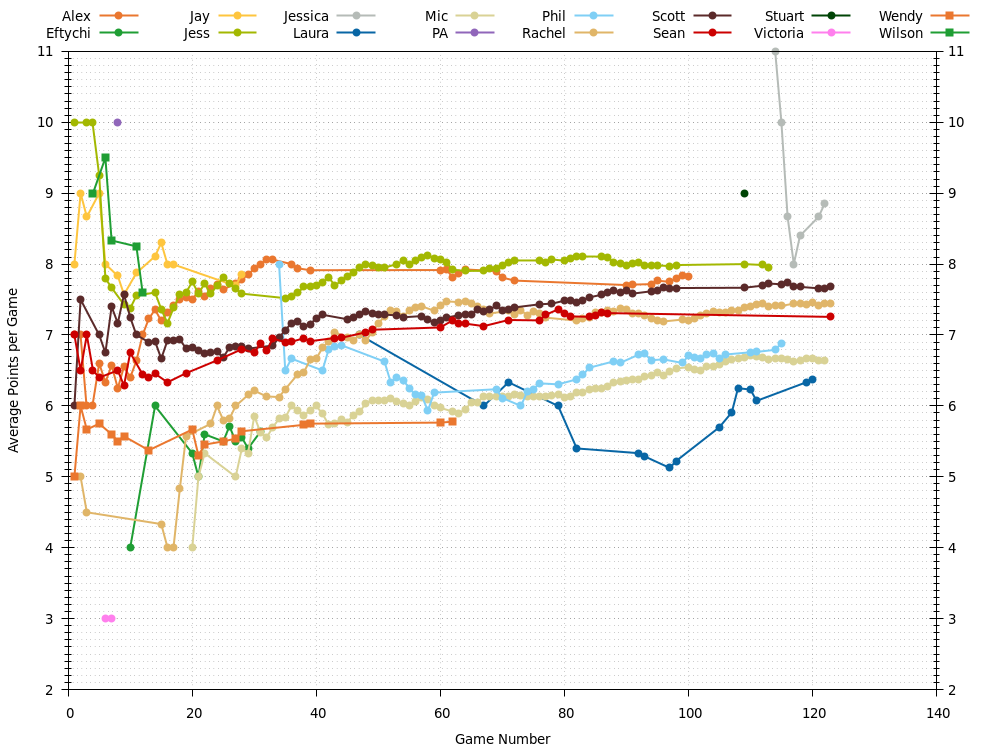 Alex Jay Jessica Mic Phil Scott Stuart Wendy
Eftychi Jess Laura PA Rachel Sean Victoria Wilson
11 11
10 10
9 9
8 8
7 7
6 6
5 5
4 4
3 3
2 2
0 20 40 60 80 100 120 140
Average Points per Game
Game Number